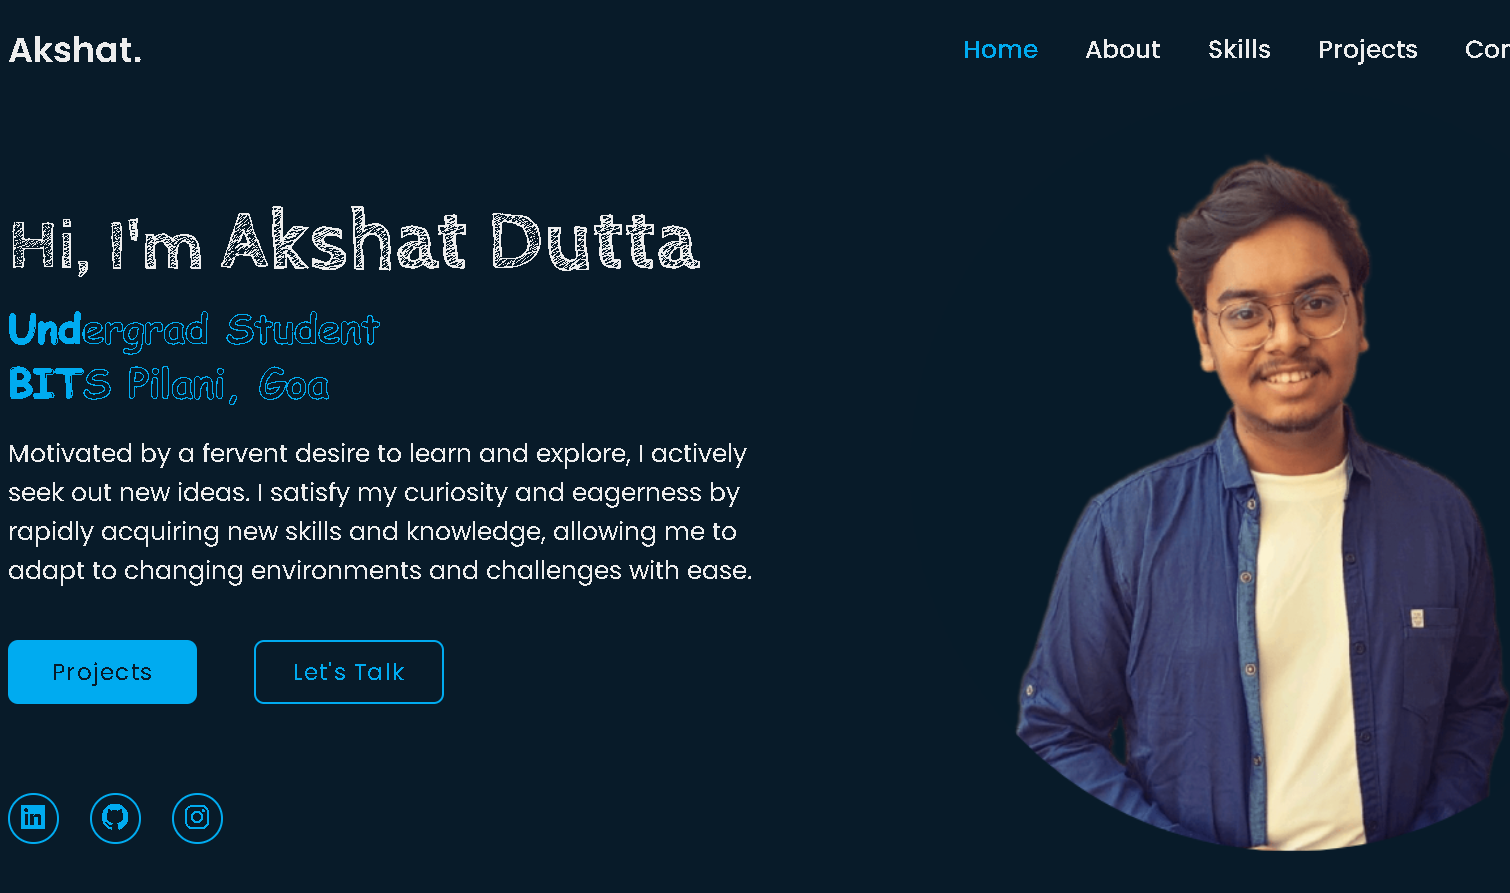 Akshat.
Home About Skills Projects
Hi, I'm Akshat Dutta
Undergrad Student
BITS Pilani, Goa
Motivated by a fervent desire to learn and explore, I actively
seek out new ideas. I satisfy my curiosity and eagerness by
rapidly acquiring new skills and knowledge, allowing me to
adapt to changing environments and challenges with ease.
Projects Let's Talk
in